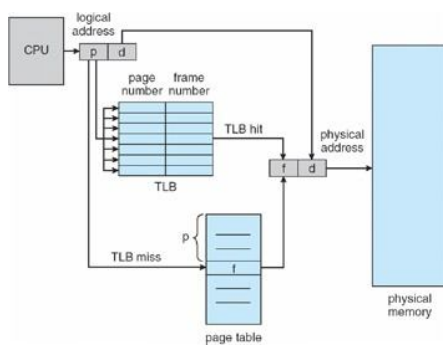 logical
address
CPU
p d
page
number
frame
number
TLB hit
physical
address
TLB
f d
p
TLB miss
f
page table
physical
memory